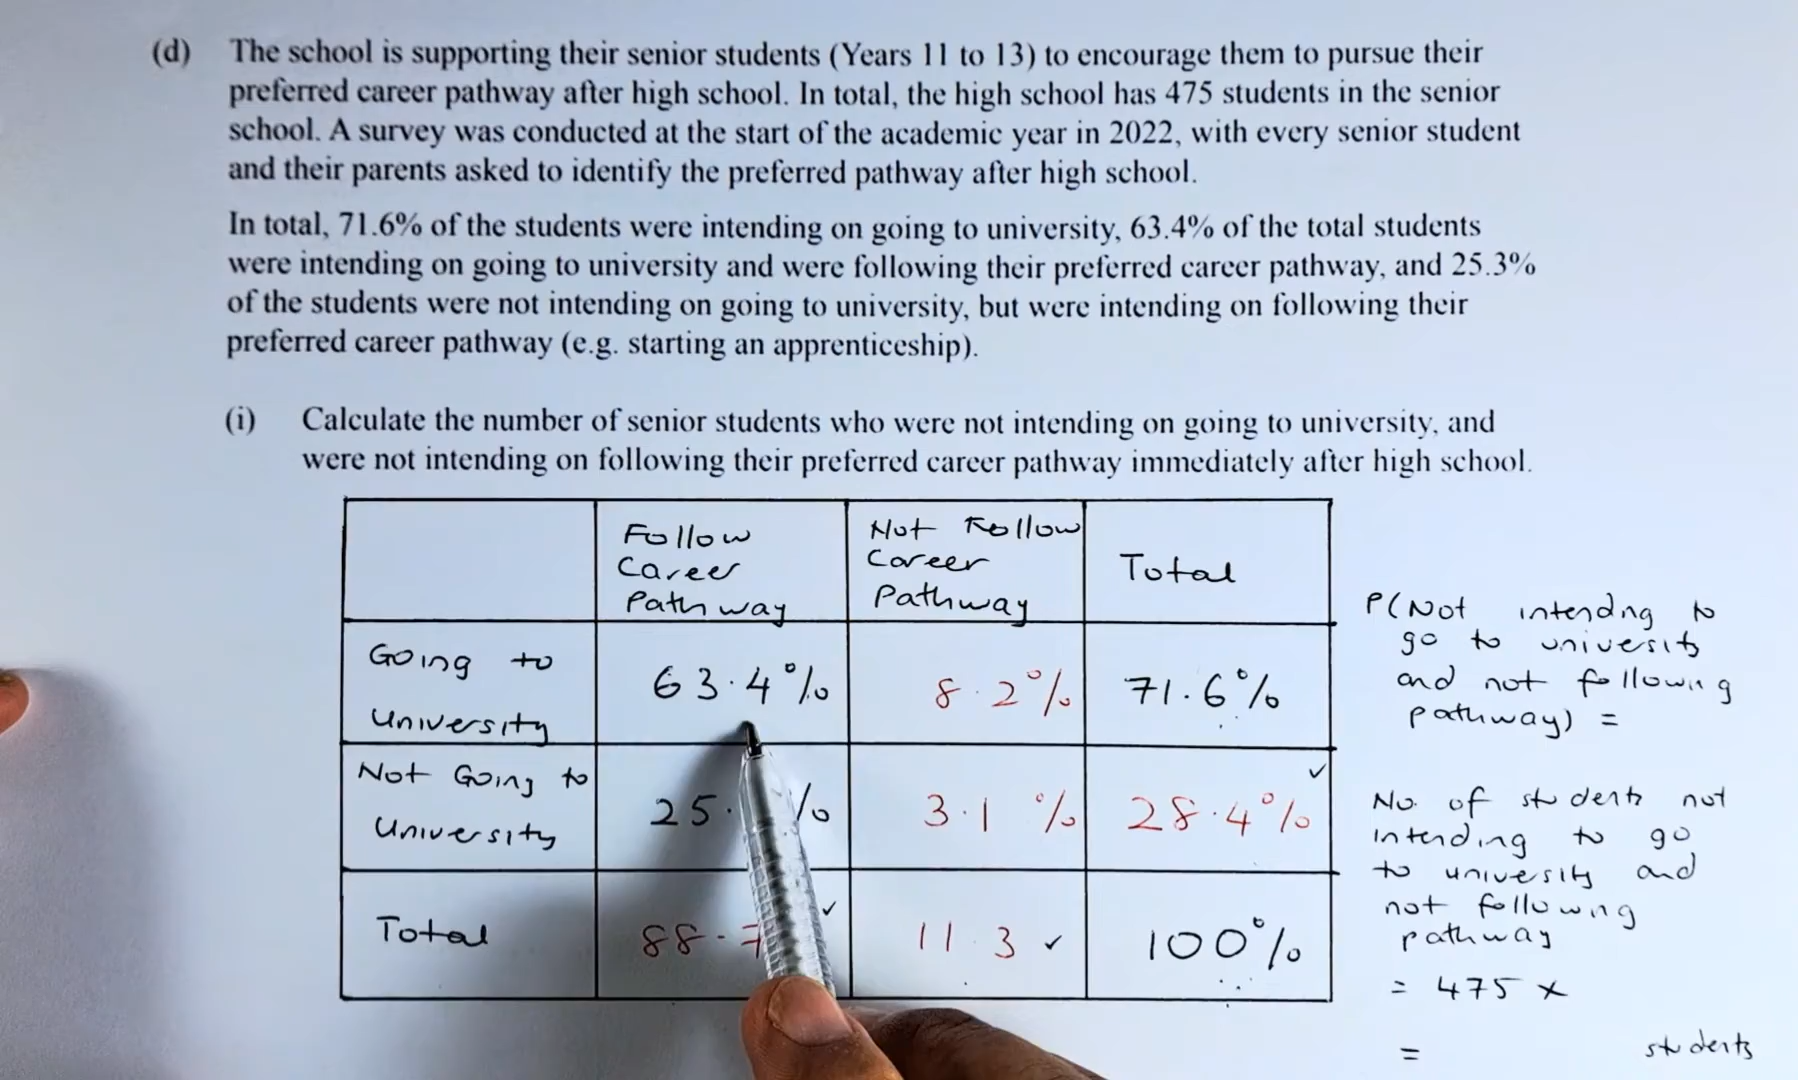 (d) The school is supporting their senior students (Years 11 to 13) to encourage them to pursue their
preferred career pathway after high school. In total, the high school has 475 students in the senior
school. A survey was conducted at the start of the academic year in 2022, with every senior student
and their parents asked to identify the preferred pathway after high school.
In total, 71.6% of the students were intending on going to university, 63.4% of the total students
were intending on going to university and were following their preferred career pathway, and 25.3%
of the students were not intending on going to university, but were intending on following their
preferred career pathway (e.g. starting an apprenticeship).
(i) Calculate the number of senior students who were not intending on going to university, and
were not intending on following their preferred career pathway immediately after high school.
Follow
Career
Pathway
Not Follow
Career
Pathway
Total
Going to
University
63.4%
8.2%
71.6%
Not Going to
University
25.
%
3.1 %
28.4% ✓
Total
88.7 ✓
11.3 ✓
100%
P(Not intending to
go to university
and not following
pathway) =
No. of students not
intending to go
to university and
not following
pathway
= 475 ×
= students